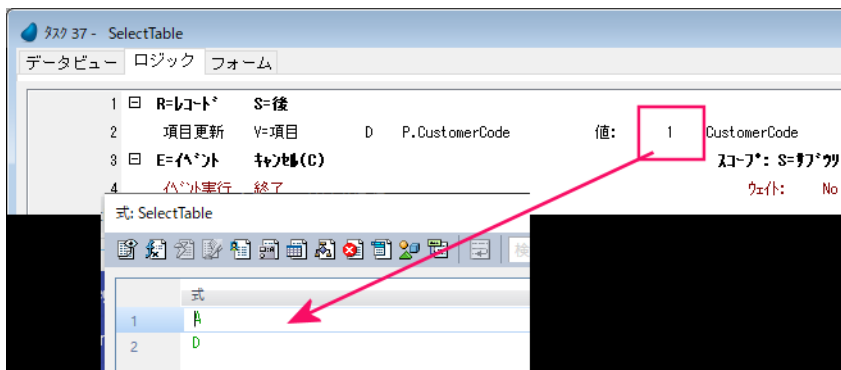 タスク 37 - SelectTable
データビュー ロジック フォーム
1 R=レコード S=後
2 項目更新 V=項目 D P.CustomerCode 値: 1 CustomerCode
3 E=イベント キャンセル(C) スコープ: S=サブツリ
4 イベント実行 終了 ウェイト: No
式: SelectTable
検
式
1 A
2 D